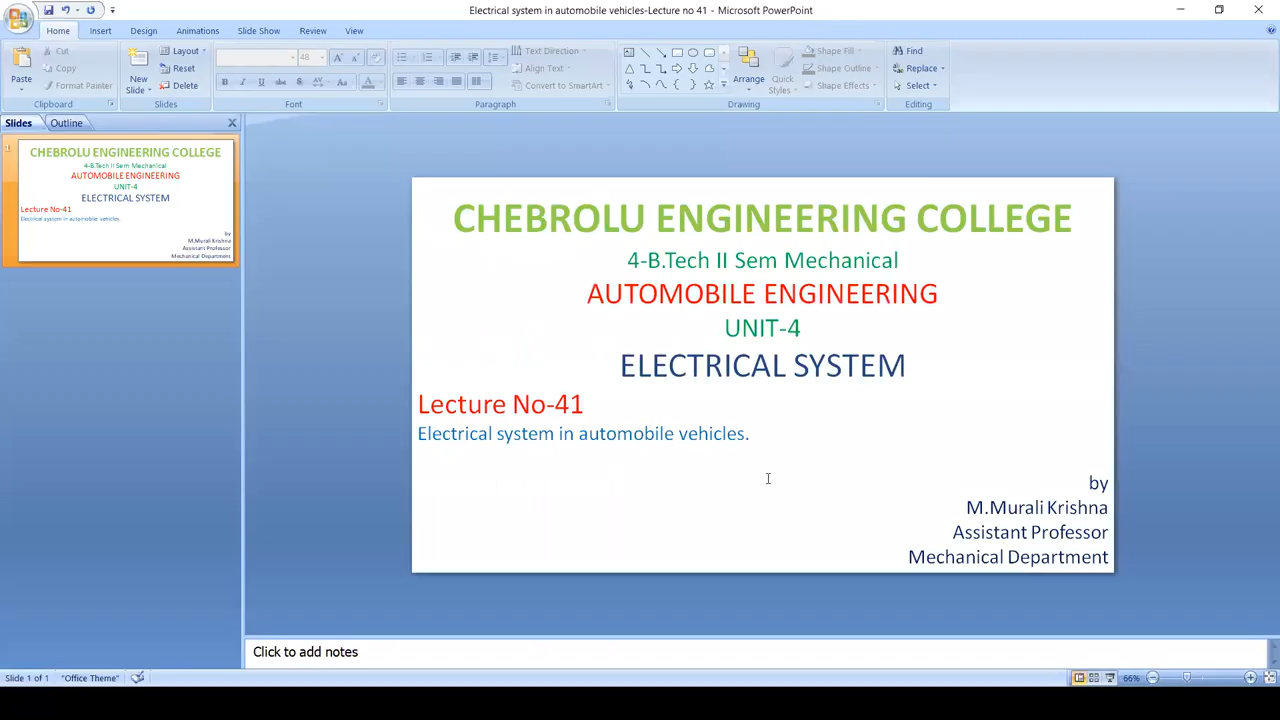 Electrical system in automobile vehicles-Lecture no 41 - Microsoft PowerPoint
Home Insert Design Animations Slide Show Review View
Paste
Cut
Copy
Format Painter
Clipboard
New Slide
Layout
Reset
Delete
Slides
48
B I U abc S AV Aa A
Font
Text Direction
Align Text
Convert to SmartArt
Paragraph
Arrange
Quick Styles
Shape Fill
Shape Outline
Shape Effects
Drawing
Find
Replace
Select
Editing
Slides Outline
1
CHEBROLU ENGINEERING COLLEGE
4-B.Tech II Sem Mechanical
AUTOMOBILE ENGINEERING
UNIT-4
ELECTRICAL SYSTEM
Lecture No-41
Electrical system in automobile vehicles.
by
M.Murali Krishna
Assistant Professor
Mechanical Department
CHEBROLU ENGINEERING COLLEGE
4-B.Tech II Sem Mechanical
AUTOMOBILE ENGINEERING
UNIT-4
ELECTRICAL SYSTEM
Lecture No-41
Electrical system in automobile vehicles.
by
M.Murali Krishna
Assistant Professor
Mechanical Department
Click to add notes
Slide 1 of 1 "Office Theme" 66%